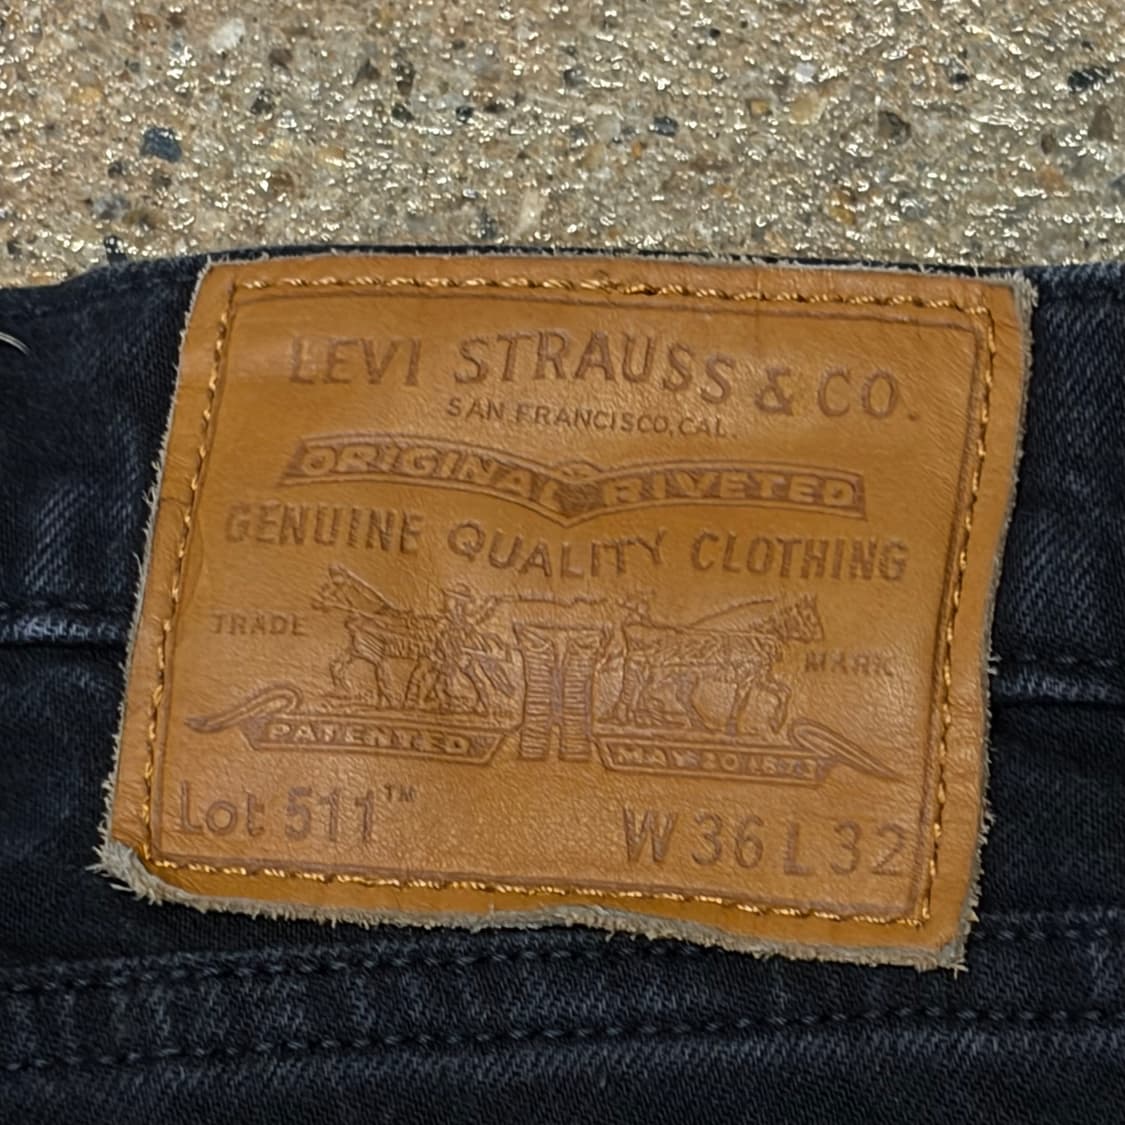 LEVI STRAUSS & CO.
SAN FRANCISCO, CAL.
ORIGINAL RIVETED
GENUINE QUALITY CLOTHING
TRADE MARK
PATENTED MAY 20 1873
Lot 511™ W 36 L 32